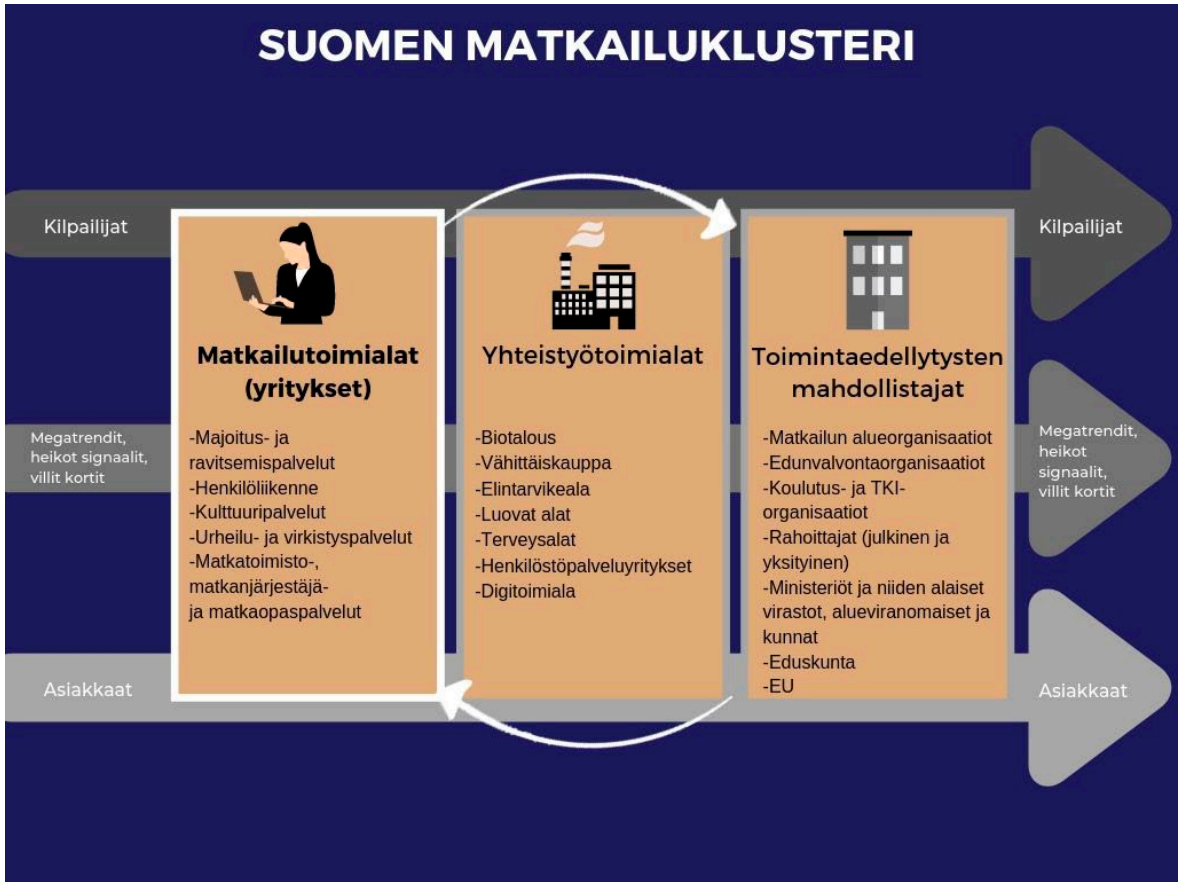 SUOMEN MATKAILUKLUSTERI
Kilpailijat
Megatrendit,
heikot signaalit,
villit kortit
Asiakkaat
Matkailutoimialat
(yritykset)
-Majoitus- ja
ravitsemispalvelut
-Henkilöliikenne
-Kulttuuripalvelut
-Urheilu- ja virkistyspalvelut
-Matkatoimisto-,
matkanjärjestäjä-
ja matkaopaspalvelut
Yhteistyötoimialat
-Biotalous
-Vähittäiskauppa
-Elintarvikeala
-Luovat alat
-Terveysalat
-Henkilöstöpalveluyritykset
-Digitoimiala
Toimintaedellytysten
mahdollistajat
-Matkailun alueorganisaatiot
-Edunvalvontaorganisaatiot
-Koulutus- ja TKI-
organisaatiot
-Rahoittajat (julkinen ja
yksityinen)
-Ministeriöt ja niiden alaiset
virastot, alueviranomaiset ja
kunnat
-Eduskunta
-EU
Kilpailijat
Megatrendit,
heikot
signaalit,
villit kortit
Asiakkaat